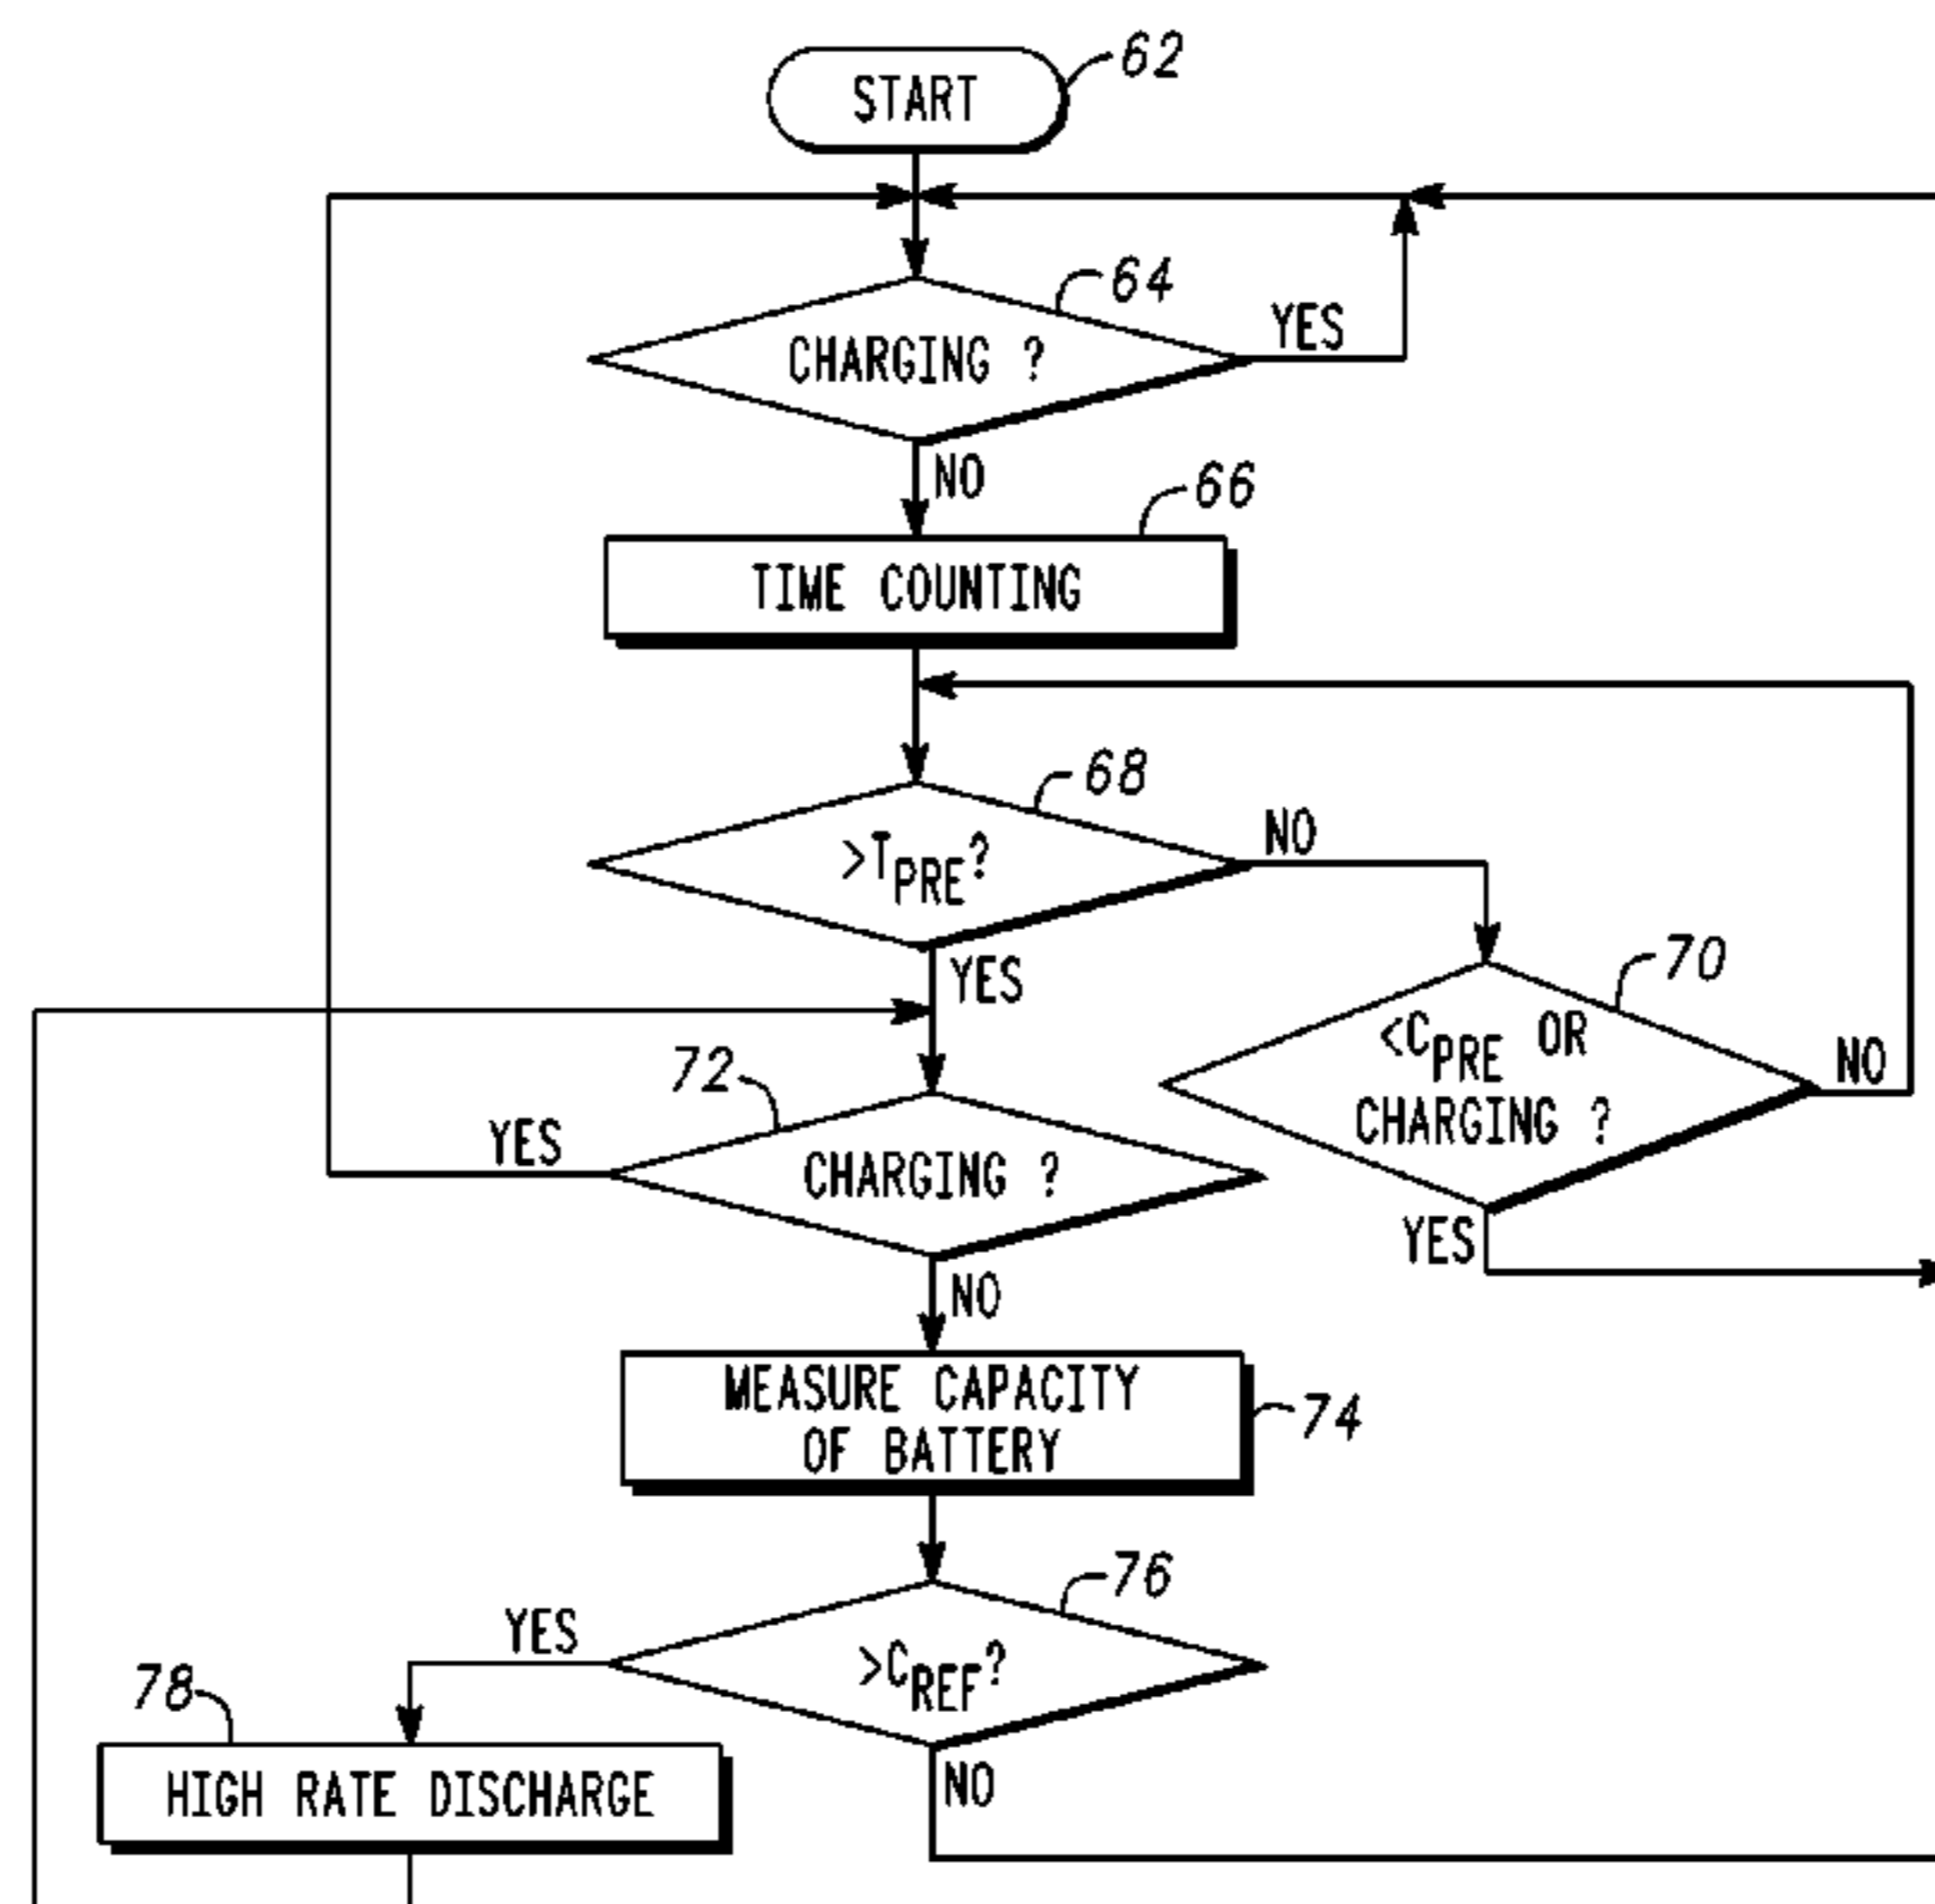 START
62
CHARGING ?
64
YES
NO
66
TIME COUNTING
68
>TPRE?
NO
YES
70
<CPRE OR
CHARGING ?
NO
YES
72
YES
CHARGING ?
NO
MEASURE CAPACITY
OF BATTERY
74
76
>CREF?
YES
NO
78
HIGH RATE DISCHARGE